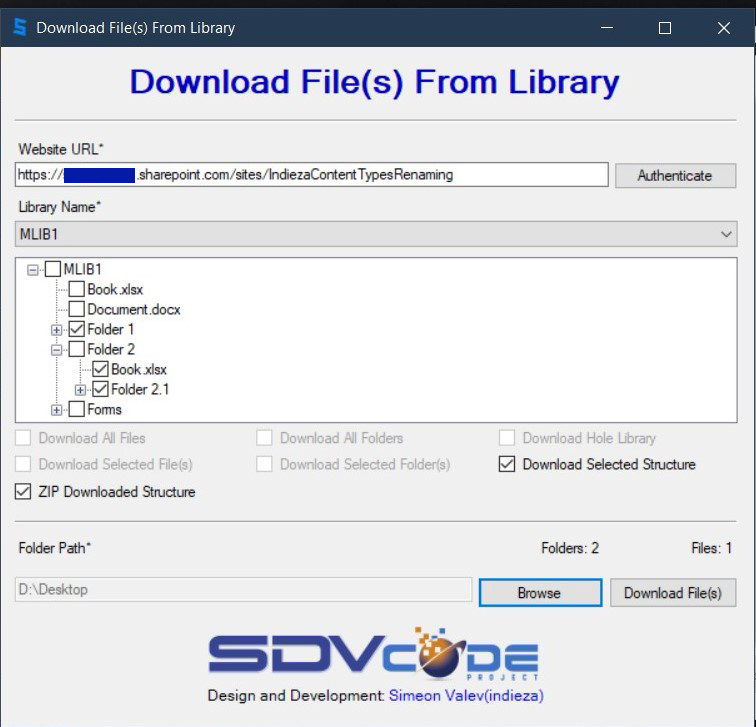 Download File(s) From Library
Download File(s) From Library
Website URL*
https://
.sharepoint.com/sites/IndiezaContentTypesRenaming
Authenticate
Library Name*
MLIB1
MLIB1
Book.xlsx
Document.docx
Folder 1
Folder 2
Book.xlsx
Folder 2.1
Forms
Download All Files Download All Folders Download Hole Library
Download Selected File(s) Download Selected Folder(s) Download Selected Structure
ZIP Downloaded Structure
Folder Path* Folders: 2 Files: 1
D:\Desktop Browse Download File(s)
SDVCODE
PROJECT
Design and Development: Simeon Valev(indieza)